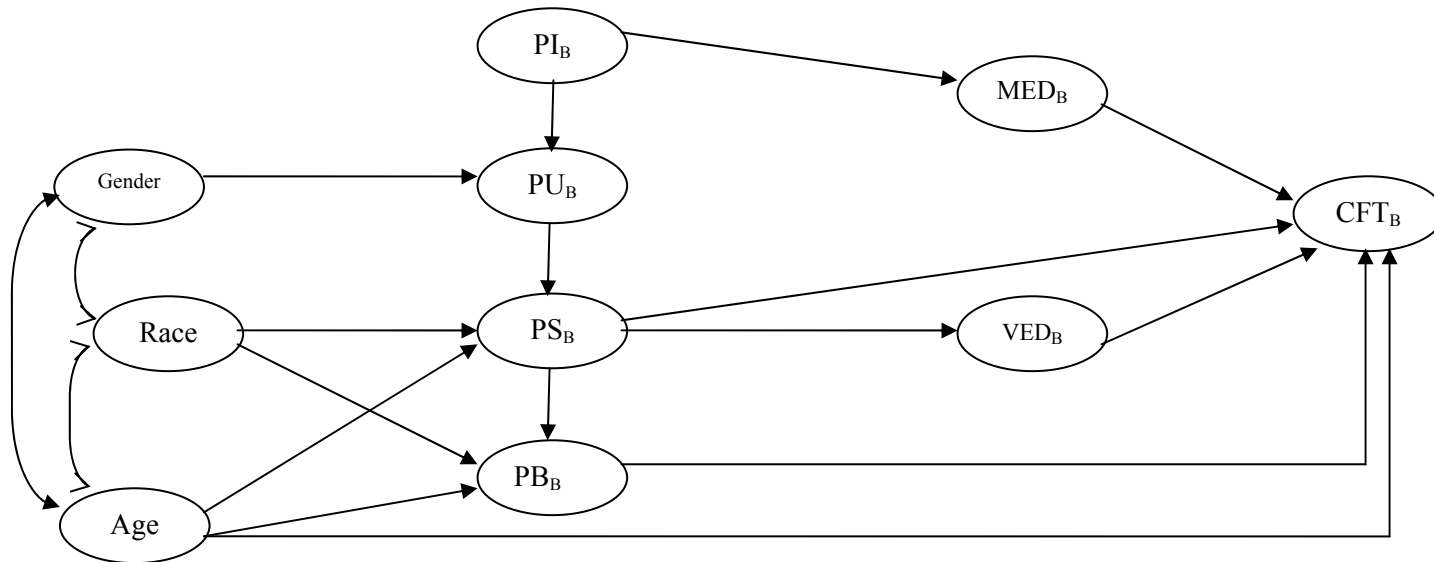 PI_B
MED_B
Gender
PU_B
CFT_B
Race
PS_B
VED_B
PB_B
Age